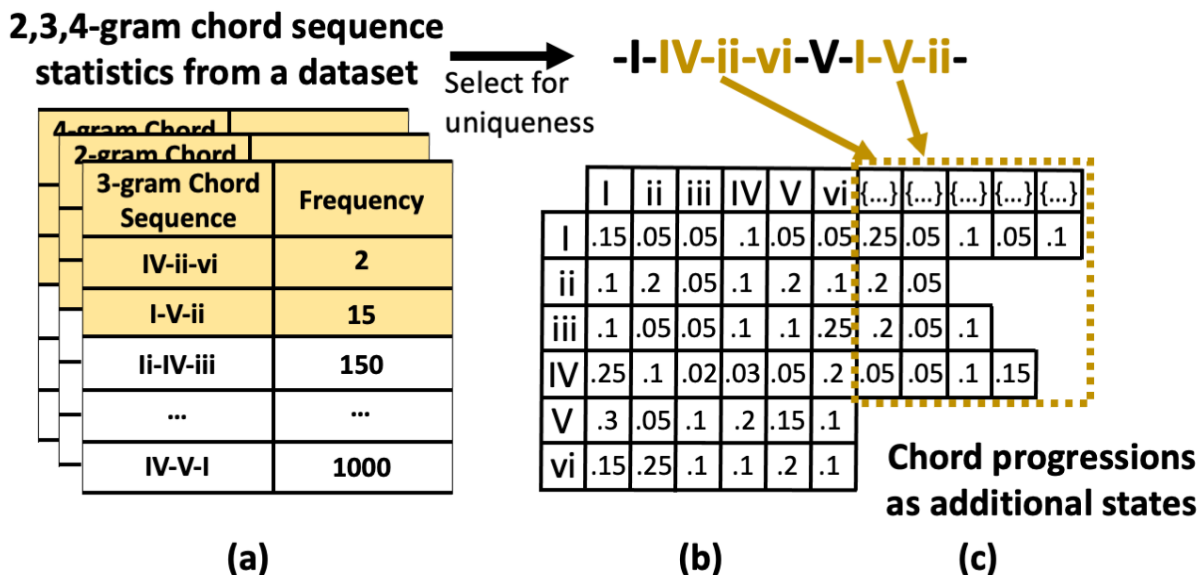 2,3,4-gram chord sequence
statistics from a dataset
Select for
uniqueness
-I-IV-ii-vi-V-I-V-ii-
4-gram Chord
2-gram Chord
3-gram Chord
Sequence
Frequency
IV-ii-vi 2
I-V-ii 15
Ii-IV-iii 150
... ...
IV-V-I 1000
I ii iii IV V vi {...} {...} {...} {...} {...}
I .15 .05 .05 .1 .05 .05 .25 .05 .1 .05 .1
ii .1 .2 .05 .1 .2 .1 .2 .05
iii .1 .05 .05 .1 .1 .25 .2 .05 .1
IV .25 .1 .02 .03 .05 .2 .05 .05 .1 .15
V .3 .05 .1 .2 .15 .1
vi .15 .25 .1 .1 .2 .1
Chord progressions
as additional states
(a) (b) (c)